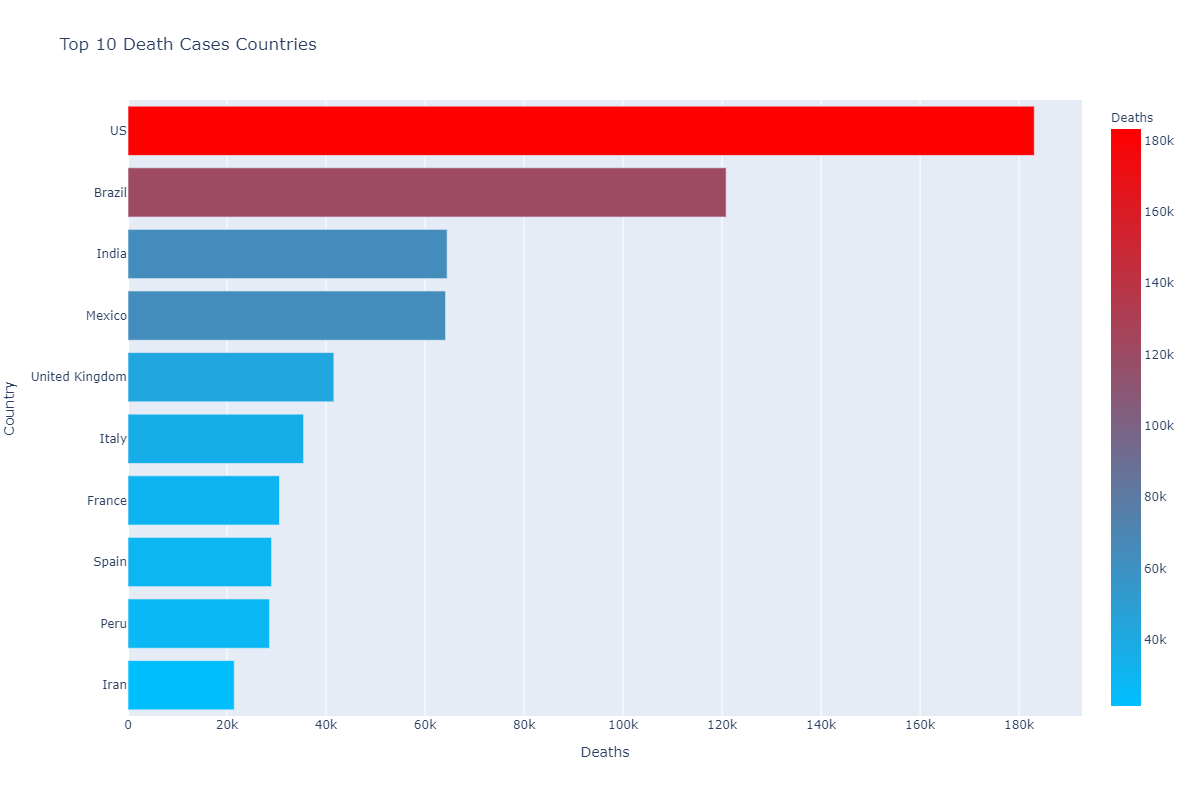 Top 10 Death Cases Countries
Country
US
Brazil
India
Mexico
United Kingdom
Italy
France
Spain
Peru
Iran
0 20k 40k 60k 80k 100k 120k 140k 160k 180k
Deaths
Deaths
180k
160k
140k
120k
100k
80k
60k
40k